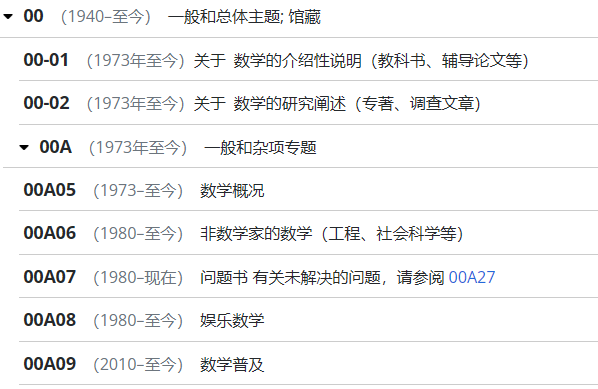 00 (1940–至今) 一般和总体主题; 馆藏
00-01 (1973年至今) 关于 数学的介绍性说明（教科书、辅导论文等）
00-02 (1973年至今) 关于 数学的研究阐述（专著、调查文章）
00A (1973年至今) 一般和杂项专题
00A05 (1973–至今) 数学概况
00A06 (1980–至今) 非数学家的数学（工程、社会科学等）
00A07 (1980–现在) 问题书 有关未解决的问题，请参阅 00A27
00A08 (1980–至今) 娱乐数学
00A09 (2010–至今) 数学普及